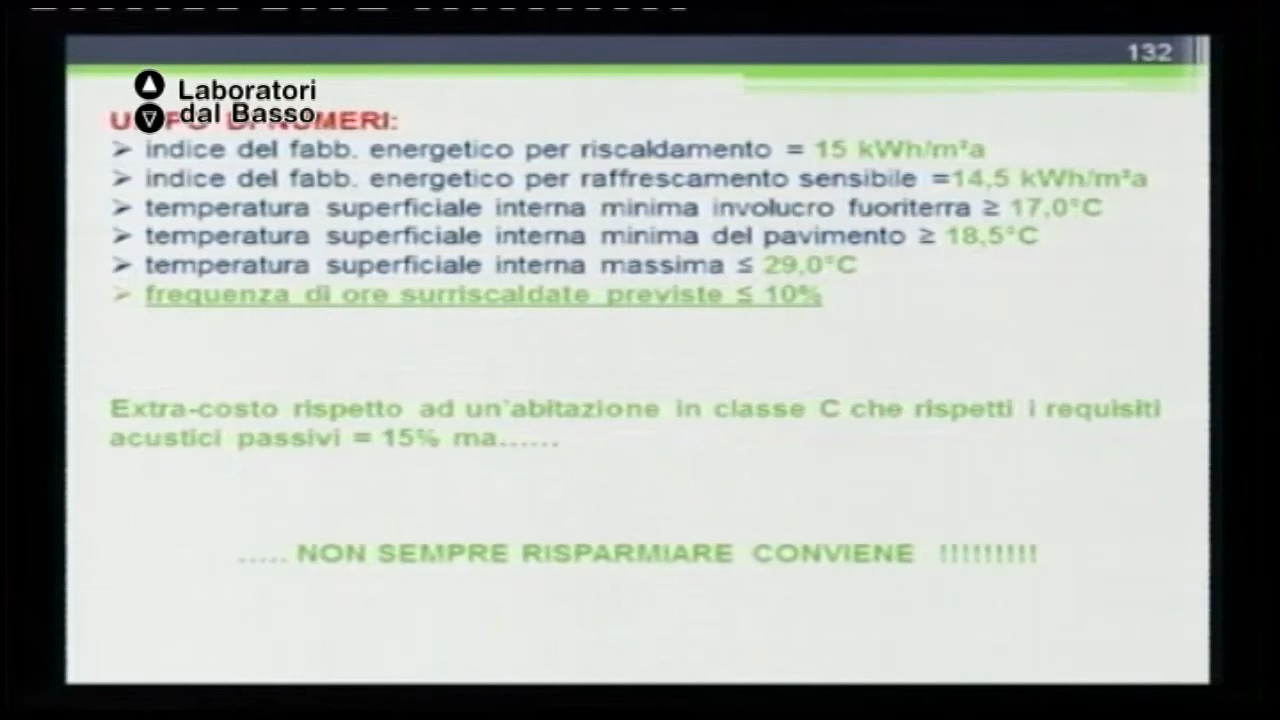 132
Laboratori
dal Basso
NUMERI:
➢ indice del fabb. energetico per riscaldamento = 15 kWh/m²a
➢ indice del fabb. energetico per raffrescamento sensibile =14,5 kWh/m²a
➢ temperatura superficiale interna minima involucro fuoriterra ≥ 17,0°C
➢ temperatura superficiale interna minima del pavimento ≥ 18,5°C
➢ temperatura superficiale interna massima ≤ 29,0°C
➢ frequenza di ore surriscaldate previste ≤ 10%
Extra-costo rispetto ad un'abitazione in classe C che rispetti i requisiti
acustici passivi = 15% ma......
..... NON SEMPRE RISPARMIARE CONVIENE !!!!!!!!!